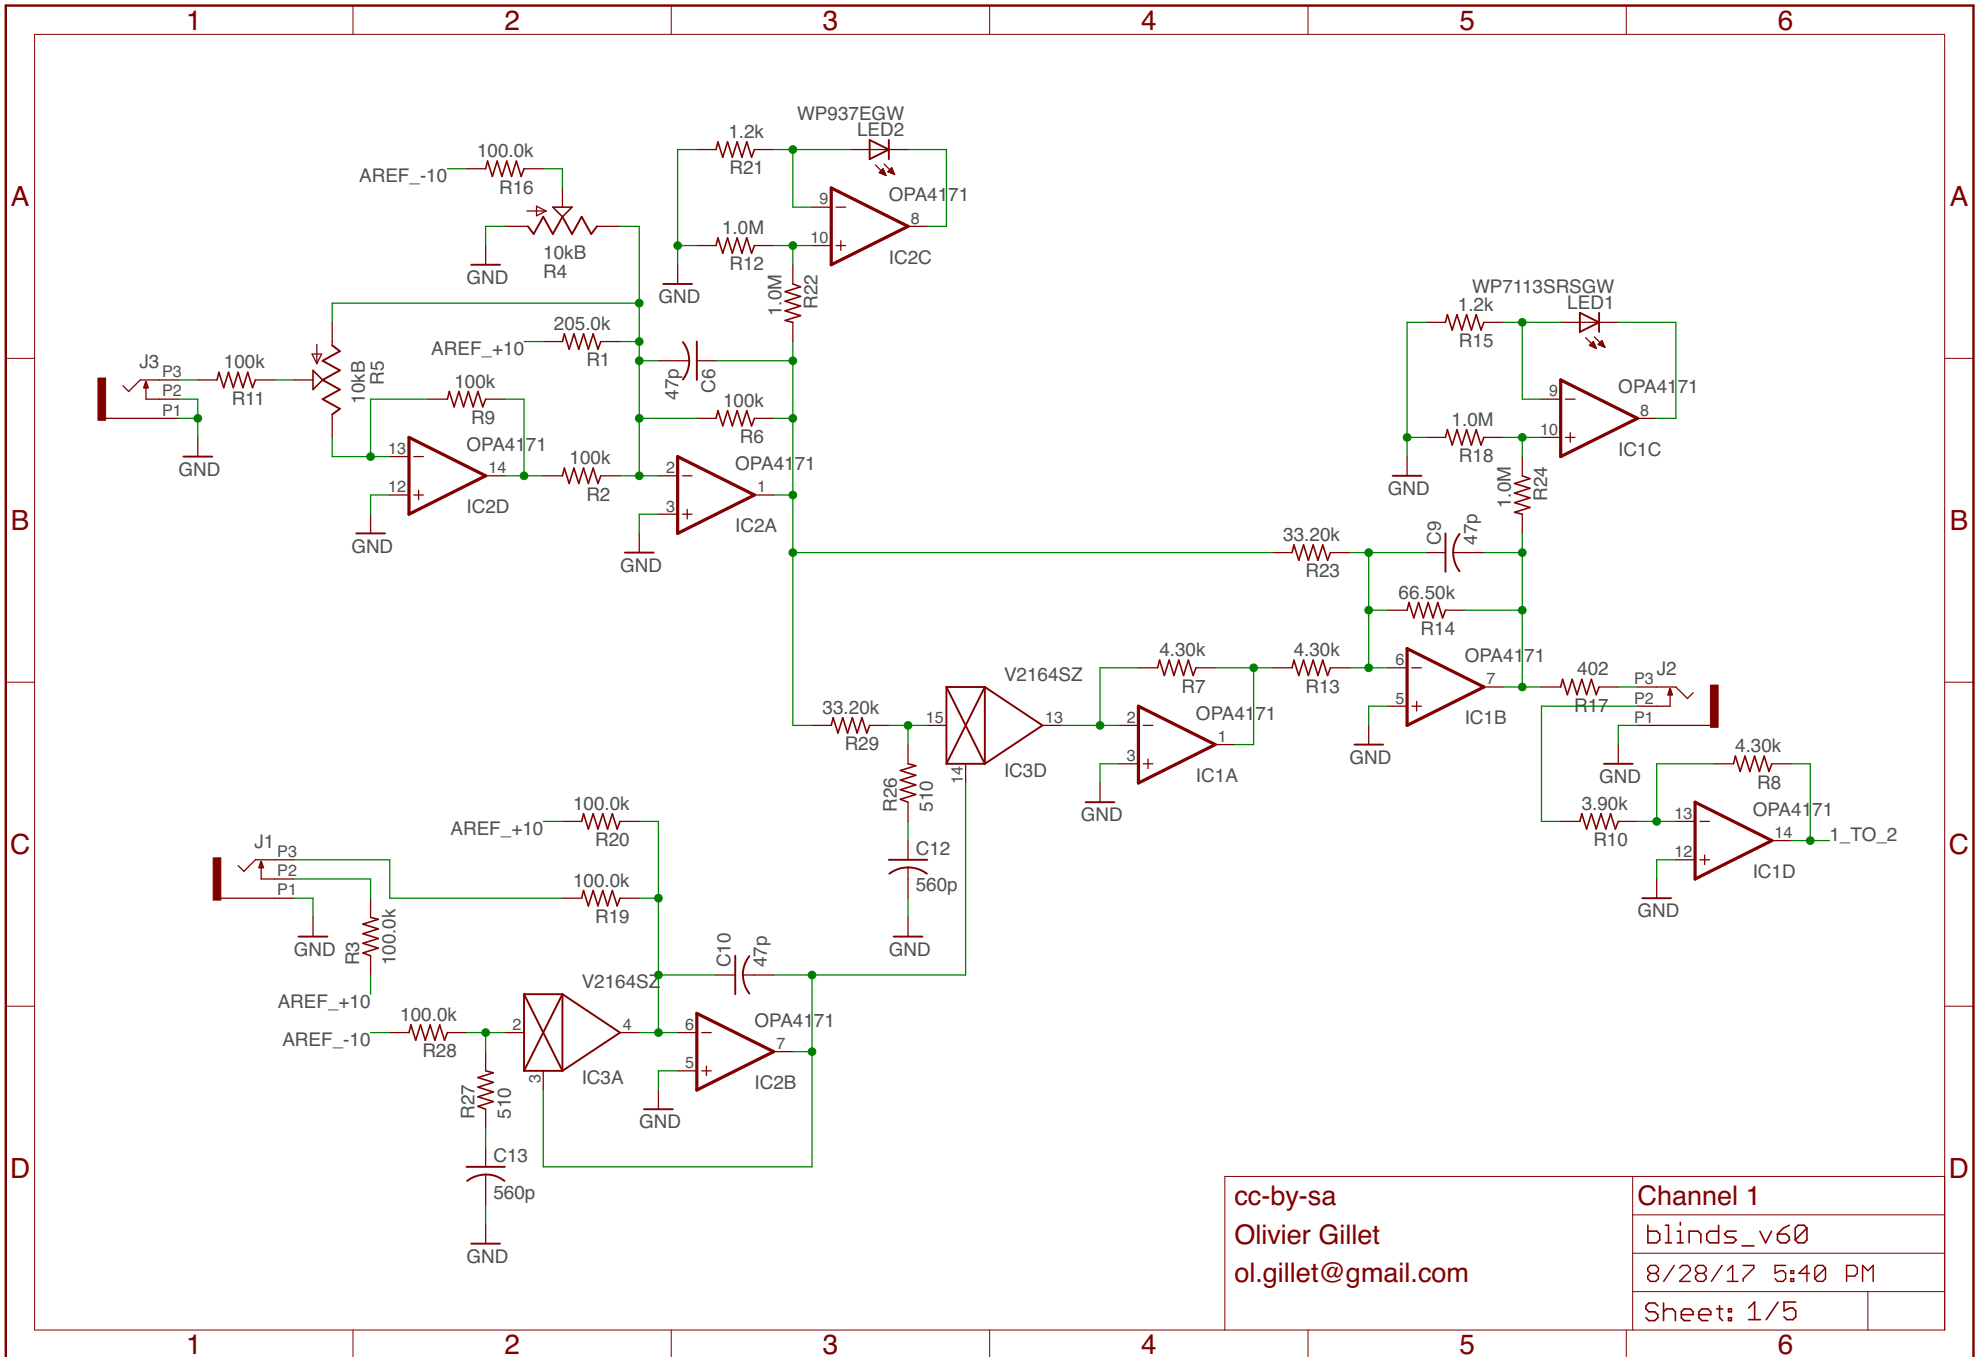 1 2 3 4 5 6
A A
B B
C C
D D
WP937EGW
LED2
1.2k
R21
100.0k
AREF_-10
R16
OPA4171
9
8
10
IC2C
1.0M
R12
10kB
R4
GND
GND
1.0M
R22
205.0k
AREF_+10
R1
47p
C6
J3
P3
P2
P1
100k
R11
10kB
R5
100k
R9
100k
R6
GND
OPA4171
13
14
12
IC2D
100k
R2
GND
OPA4171
2
1
3
IC2A
GND
WP7113SRSGW
LED1
1.2k
R15
OPA4171
9
8
10
IC1C
1.0M
R18
GND
1.0M
R24
33.20k
R23
C9
47p
66.50k
R14
V2164SZ
4.30k
R7
4.30k
R13
OPA4171
6
7
5
IC1B
GND
402
R17
J2
P3
P2
P1
GND
33.20k
R29
15
13
14
IC3D
OPA4171
2
1
3
IC1A
GND
R26
510
C12
560p
GND
4.30k
R8
3.90k
R10
OPA4171
13
14
12
IC1D
1_TO_2
GND
100.0k
AREF_+10
R20
J1
P3
P2
P1
100.0k
R19
GND
R3
100.0k
AREF_+10
C10
47p
V2164SZ
100.0k
AREF_-10
R28
2
4
3
IC3A
OPA4171
6
7
5
IC2B
GND
R27
510
C13
560p
GND
cc-by-sa
Olivier Gillet
ol.gillet@gmail.com
Channel 1
blinds_v60
8/28/17 5:40 PM
Sheet: 1/5
1 2 3 4 5 6